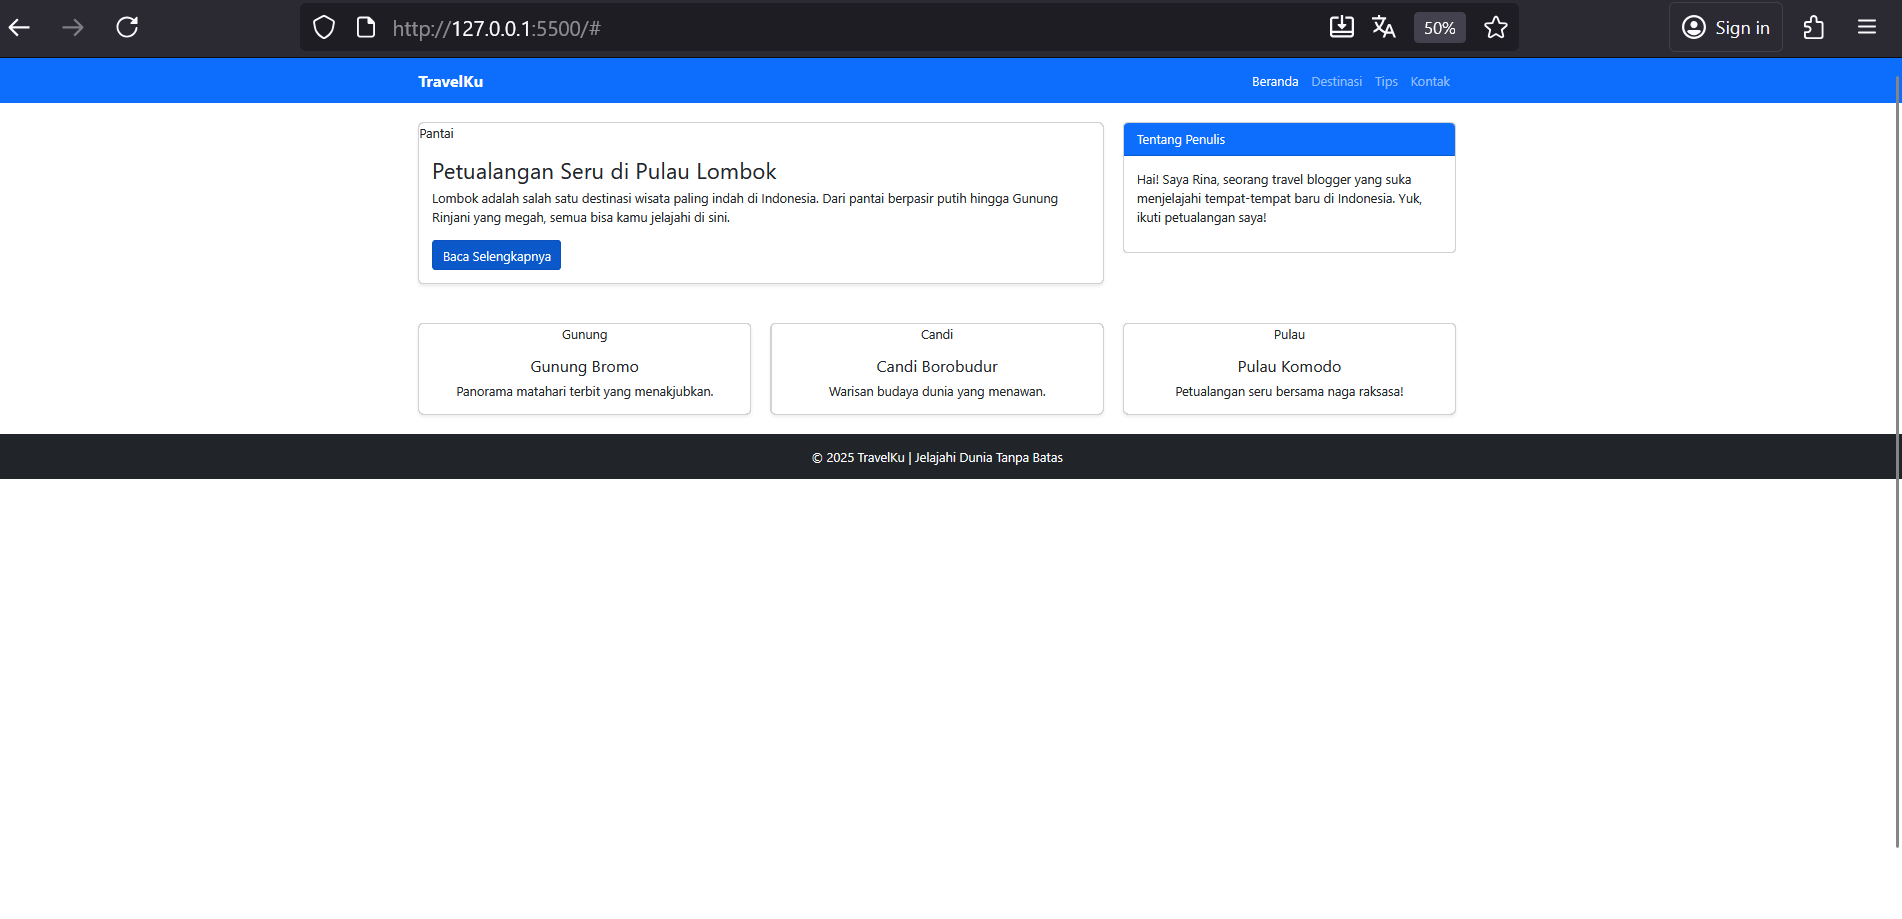 http://127.0.0.1:5500/#
50%
Sign in
TravelKu
Beranda Destinasi Tips Kontak
Pantai
Petualangan Seru di Pulau Lombok
Lombok adalah salah satu destinasi wisata paling indah di Indonesia. Dari pantai berpasir putih hingga Gunung
Rinjani yang megah, semua bisa kamu jelajahi di sini.
Baca Selengkapnya
Tentang Penulis
Hai! Saya Rina, seorang travel blogger yang suka
menjelajahi tempat-tempat baru di Indonesia. Yuk,
ikuti petualangan saya!
Gunung
Gunung Bromo
Panorama matahari terbit yang menakjubkan.
Candi
Candi Borobudur
Warisan budaya dunia yang menawan.
Pulau
Pulau Komodo
Petualangan seru bersama naga raksasa!
© 2025 TravelKu | Jelajahi Dunia Tanpa Batas